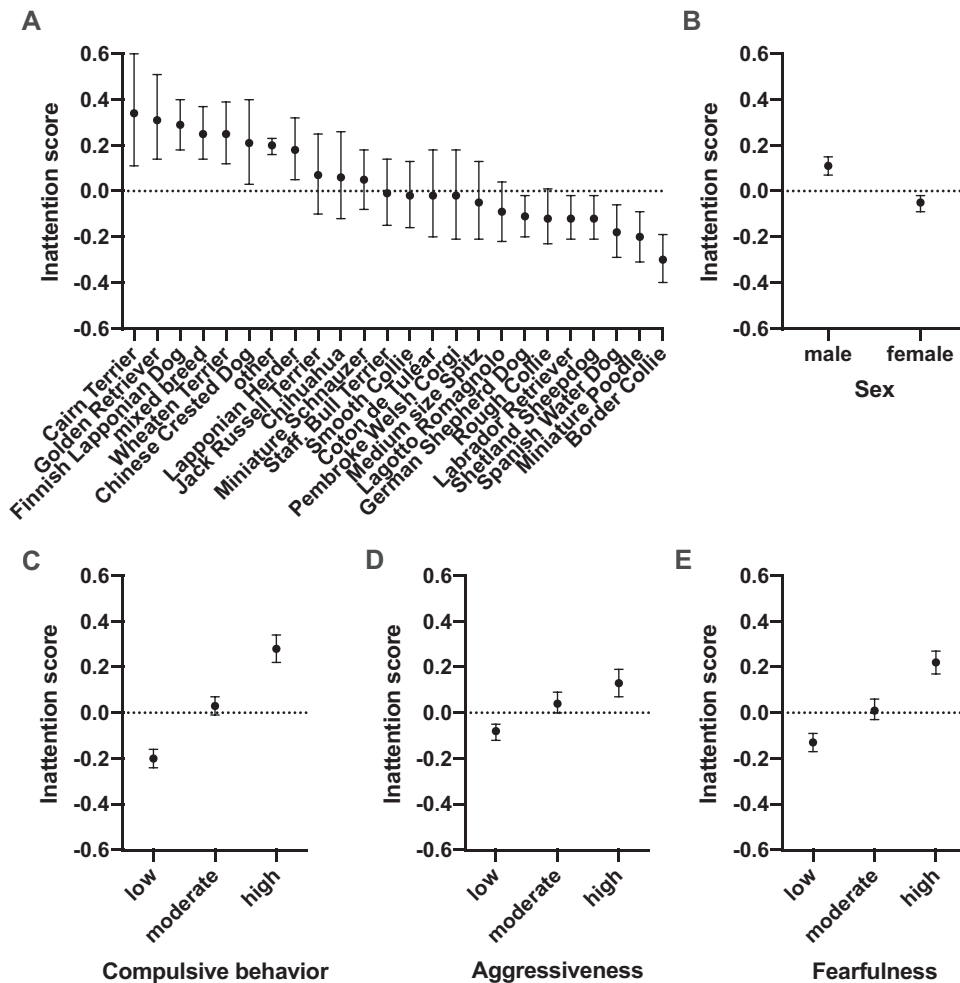 A
Inattention score
0.6
0.4
0.2
0.0
-0.2
-0.4
-0.6
Cairn Terrier
Golden Retriever
Finnish Lapponian Dog
mixed breed
Wheaten Terrier
Chinese Crested Dog
other
Lapponian Herder
Jack Russell Terrier
Chihuahua
Miniature Schnauzer
Staff. Bull Terrier
Smooth Collie
Coton de Tuléar
Pembroke Welsh Corgi
Medium size Spitz
Lagotto Romagnolo
German Shepherd Dog
Rough Collie
Labrador Retriever
Shetland Sheepdog
Spanish Water Dog
Miniature Poodle
Border Collie
B
Inattention score
0.6
0.4
0.2
0.0
-0.2
-0.4
-0.6
male female
Sex
C
Inattention score
0.6
0.4
0.2
0.0
-0.2
-0.4
-0.6
low
moderate
high
Compulsive behavior
D
Inattention score
0.6
0.4
0.2
0.0
-0.2
-0.4
-0.6
low
moderate
high
Aggressiveness
E
Inattention score
0.6
0.4
0.2
0.0
-0.2
-0.4
-0.6
low
moderate
high
Fearfulness